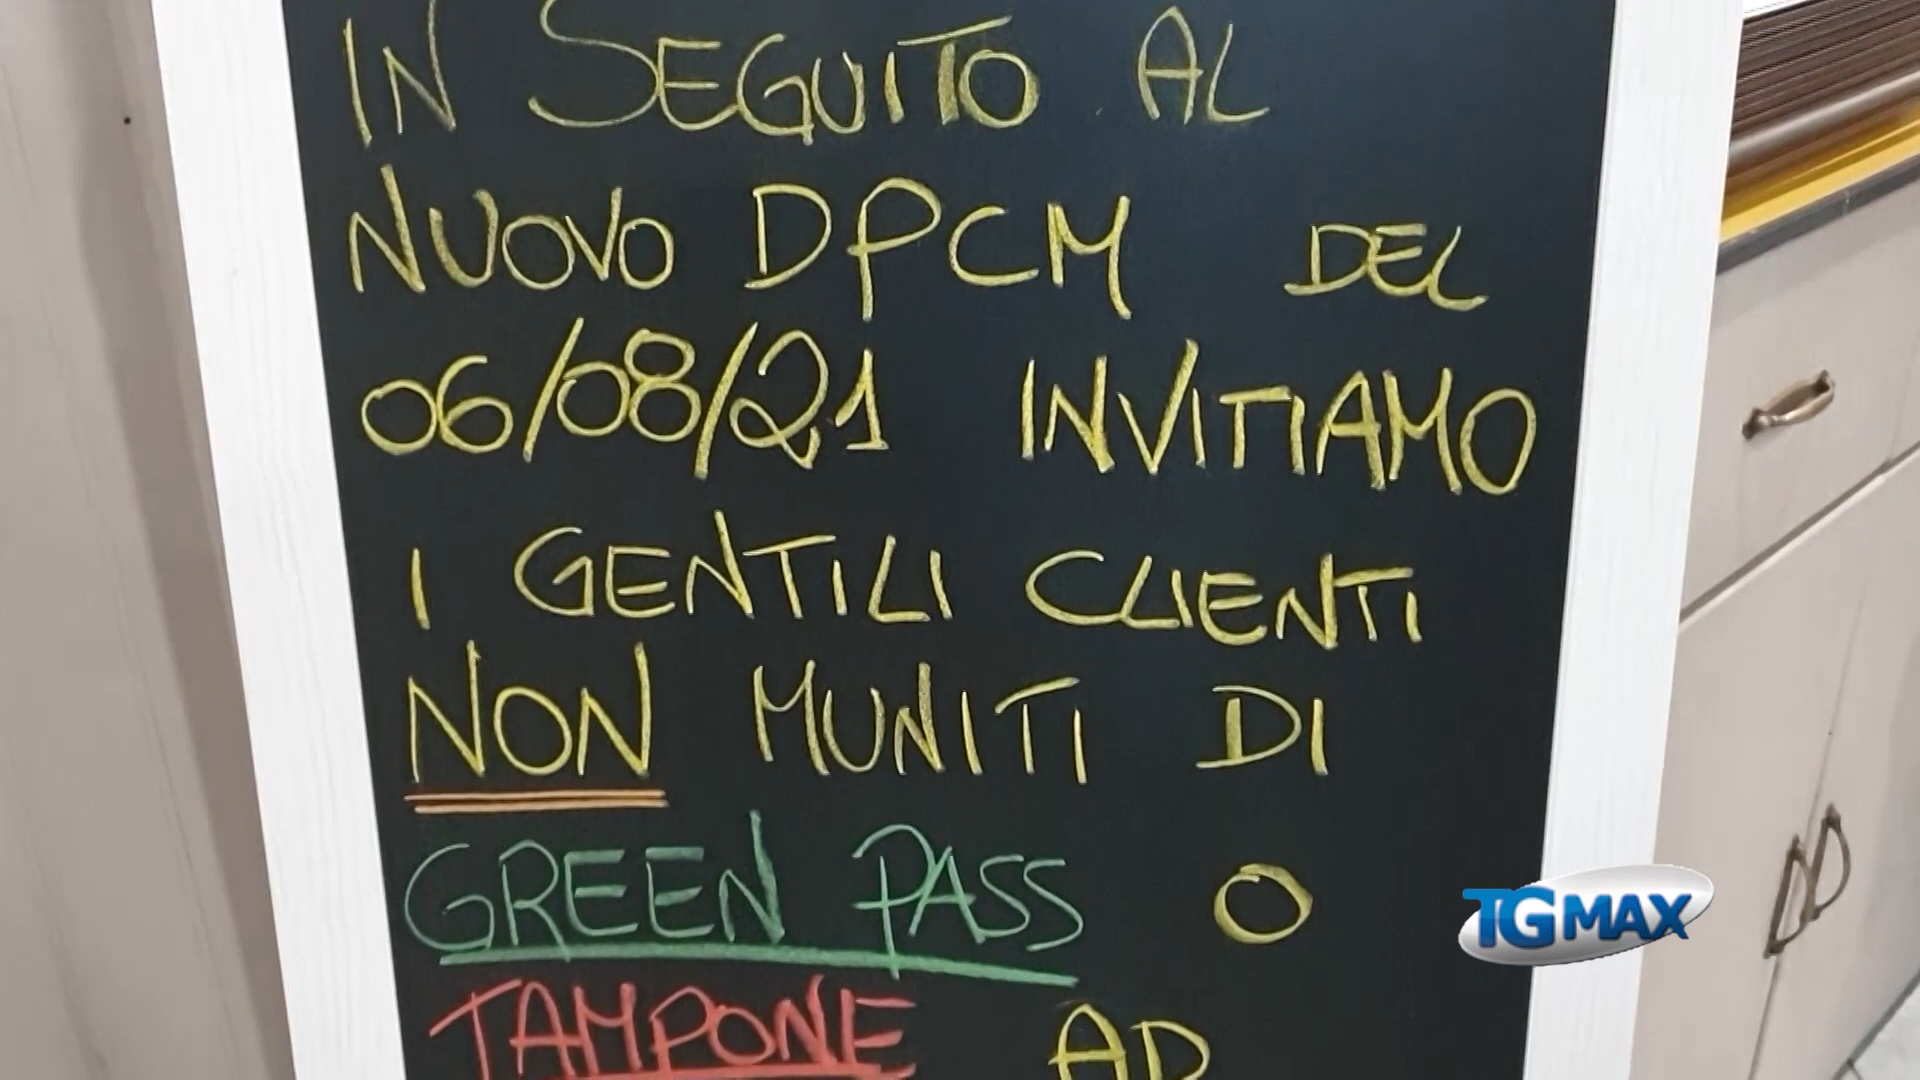 IN SEGUITO AL
NUOVO DPCM DEL
06/08/21 INVITIAMO
I GENTILI CLIENTI
NON MUNITI DI
GREEN PASS O
TAMPONE AD
TGMAX